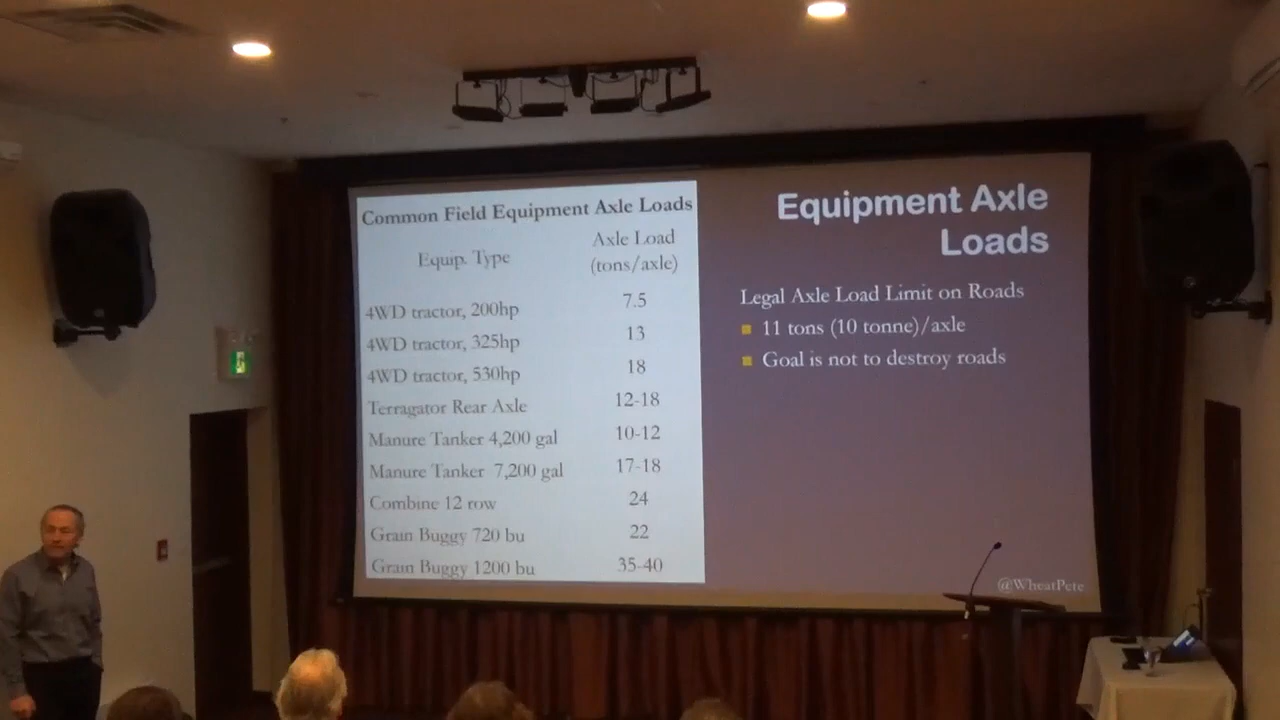 Common Field Equipment Axle Loads
Equip. Type
Axle Load
(tons/axle)
4WD tractor, 200hp 7.5
4WD tractor, 325hp 13
4WD tractor, 530hp 18
Terragator Rear Axle 12-18
Manure Tanker 4,200 gal 10-12
Manure Tanker 7,200 gal 17-18
Combine 12 row 24
Grain Buggy 720 bu 22
Grain Buggy 1200 bu 35-40
Equipment Axle
Loads
Legal Axle Load Limit on Roads
11 tons (10 tonne)/axle
Goal is not to destroy roads
@WheatPete